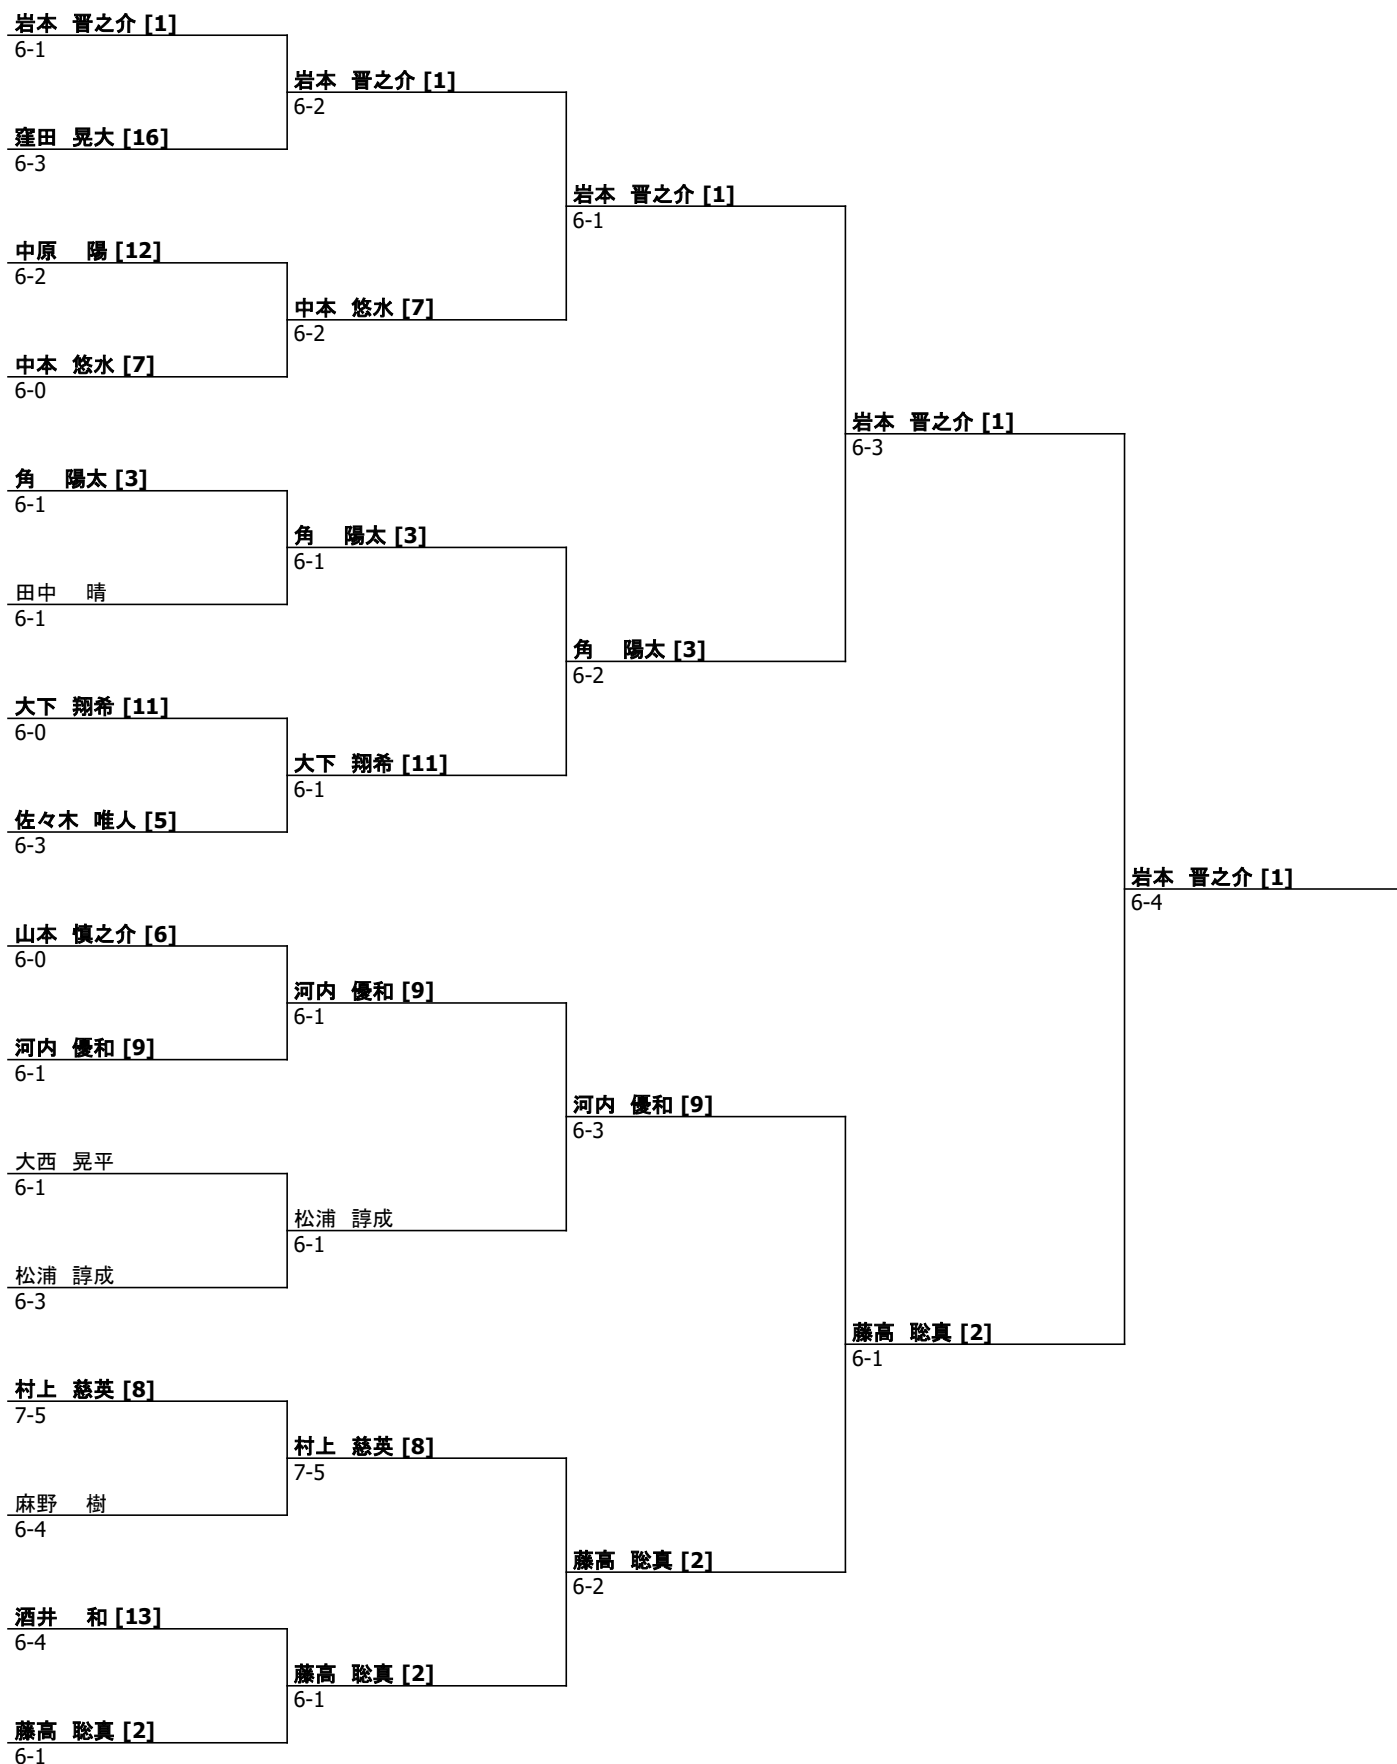 岩本 晋之介 [1]
6-1
岩本 晋之介 [1]
6-2
窪田 晃大 [16]
6-3
岩本 晋之介 [1]
6-1
中原 陽 [12]
6-2
中本 悠水 [7]
6-2
中本 悠水 [7]
6-0
岩本 晋之介 [1]
6-3
角 陽太 [3]
6-1
角 陽太 [3]
6-1
田中 晴
6-1
角 陽太 [3]
6-2
大下 翔希 [11]
6-0
大下 翔希 [11]
6-1
佐々木 唯人 [5]
6-3
岩本 晋之介 [1]
6-4
山本 慎之介 [6]
6-0
河内 優和 [9]
6-1
河内 優和 [9]
6-1
河内 優和 [9]
6-3
大西 晃平
6-1
松浦 諄成
6-1
松浦 諄成
6-3
藤高 聡真 [2]
6-1
村上 慈英 [8]
7-5
村上 慈英 [8]
7-5
麻野 樹
6-4
藤高 聡真 [2]
6-2
酒井 和 [13]
6-4
藤高 聡真 [2]
6-1
藤高 聡真 [2]
6-1